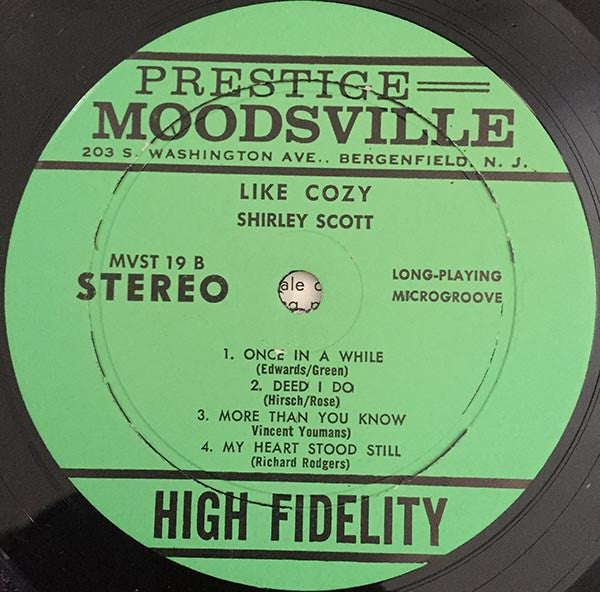 PRESTIGE
MOODSVILLE
203 S. WASHINGTON AVE., BERGENFIELD, N. J.
LIKE COZY
SHIRLEY SCOTT
MVST 19 B
STEREO
LONG-PLAYING
MICROGROOVE
ale
1. ONCE IN A WHILE
(Edwards/Green)
2. DEED I DO
(Hirsch/Rose)
3. MORE THAN YOU KNOW
Vincent Youmans)
4. MY HEART STOOD STILL
(Richard Rodgers)
HIGH FIDELITY